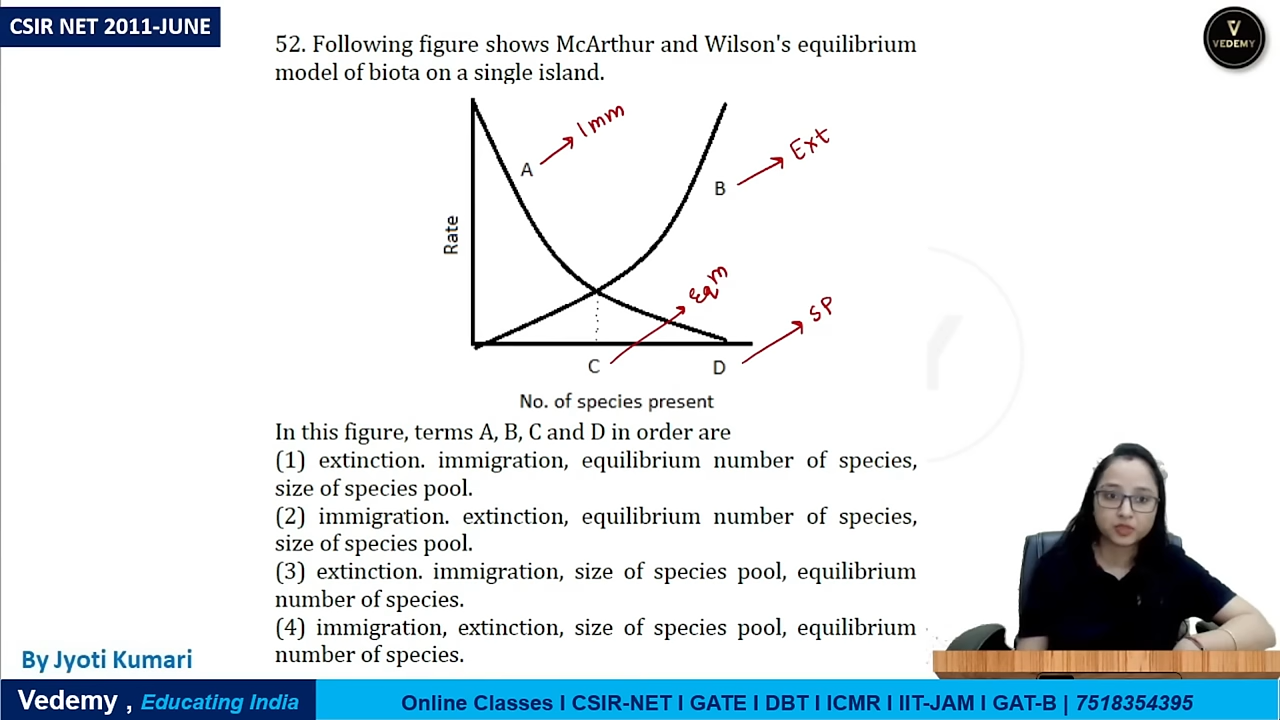 CSIR NET 2011-JUNE
VEDEMY
52. Following figure shows McArthur and Wilson's equilibrium
model of biota on a single island.
1mm
A
Ext
B
Rate
Eqm
SP
C
D
No. of species present
In this figure, terms A, B, C and D in order are
(1) extinction. immigration, equilibrium number of species,
size of species pool.
(2) immigration. extinction, equilibrium number of species,
size of species pool.
(3) extinction. immigration, size of species pool, equilibrium
number of species.
(4) immigration, extinction, size of species pool, equilibrium
number of species.
By Jyoti Kumari
Vedemy , Educating India
Online Classes I CSIR-NET I GATE I DBT I ICMR I IIT-JAM I GAT-B | 7518354395